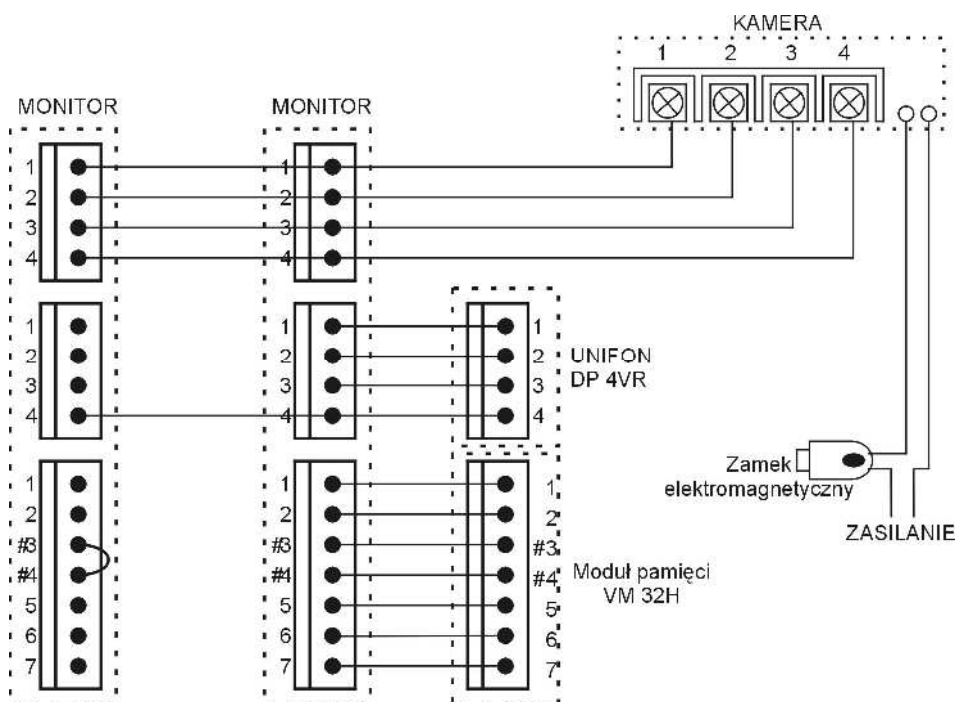 KAMERA
1 2 3 4
MONITOR MONITOR
1 1
2 2
3 3
4 4
1 1 1
2 2 2
3 3 3
4 4 4
UNIFON
DP 4VR
1 1 1
2 2 2
#3 #3 #3
#4 #4 #4
5 5 5
6 6 6
7 7 7
Moduł pamięci
VM 32H
Zamek
elektromagnetyczny
ZASILANIE